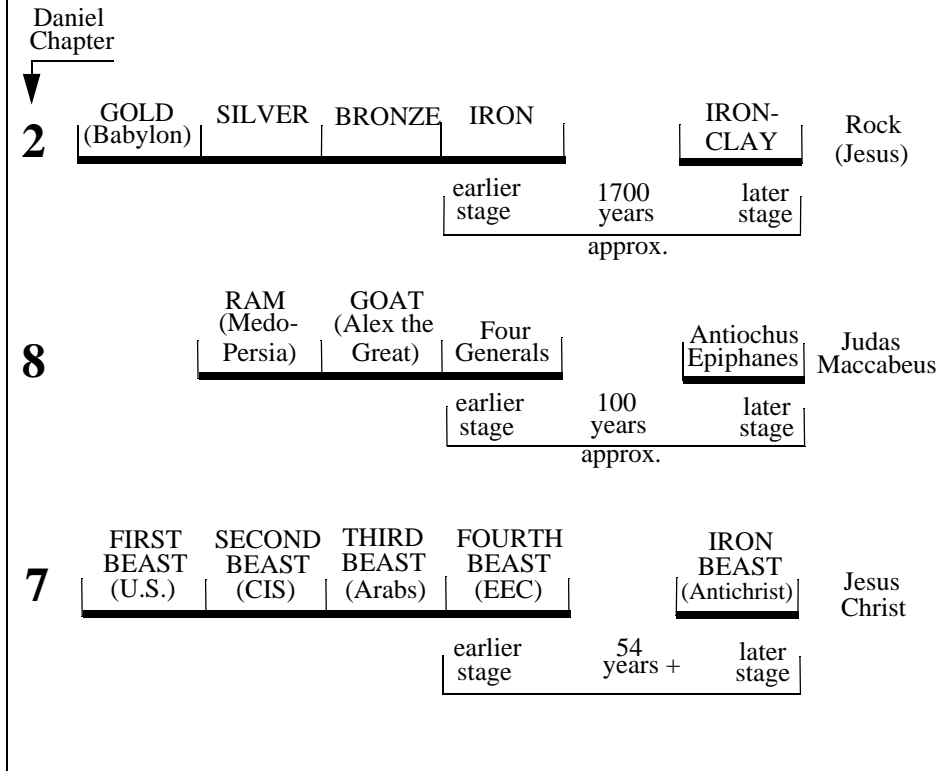 Daniel
Chapter
2
GOLD
(Babylon)
SILVER
BRONZE
IRON
IRON-
CLAY
Rock
(Jesus)
earlier
stage
1700
years
approx.
later
stage
8
RAM
(Medo-
Persia)
GOAT
(Alex the
Great)
Four
Generals
Antiochus
Epiphanes
Judas
Maccabeus
earlier
stage
100
years
approx.
later
stage
7
FIRST
BEAST
(U.S.)
SECOND
BEAST
(CIS)
THIRD
BEAST
(Arabs)
FOURTH
BEAST
(EEC)
IRON
BEAST
(Antichrist)
Jesus
Christ
earlier
stage
54
years +
later
stage